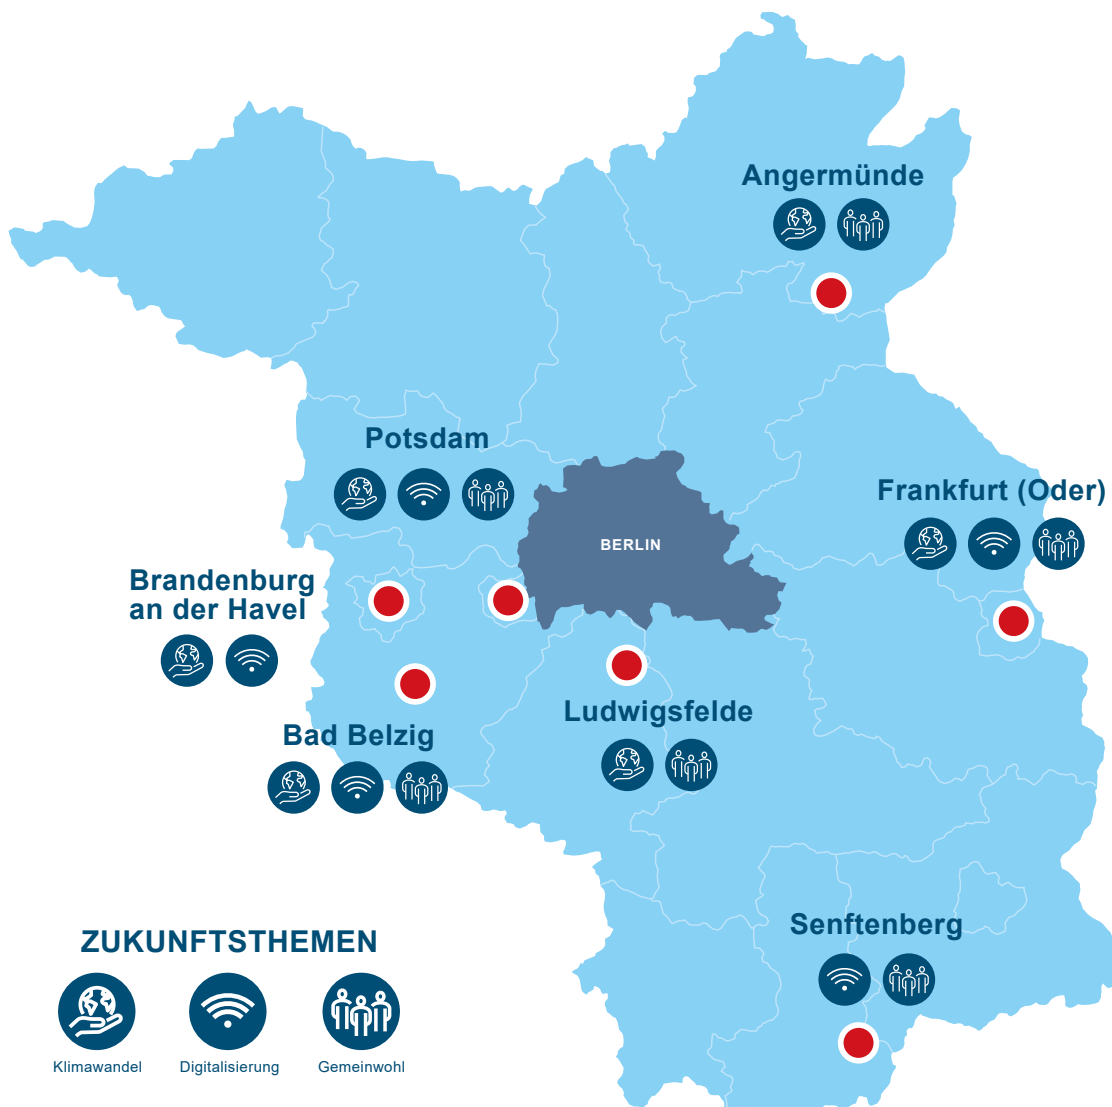 Angermünde
Potsdam
Frankfurt (Oder)
BERLIN
Brandenburg
an der Havel
Ludwigsfelde
Bad Belzig
Senftenberg
ZUKUNFTSTHEMEN
Klimawandel
Digitalisierung
Gemeinwohl